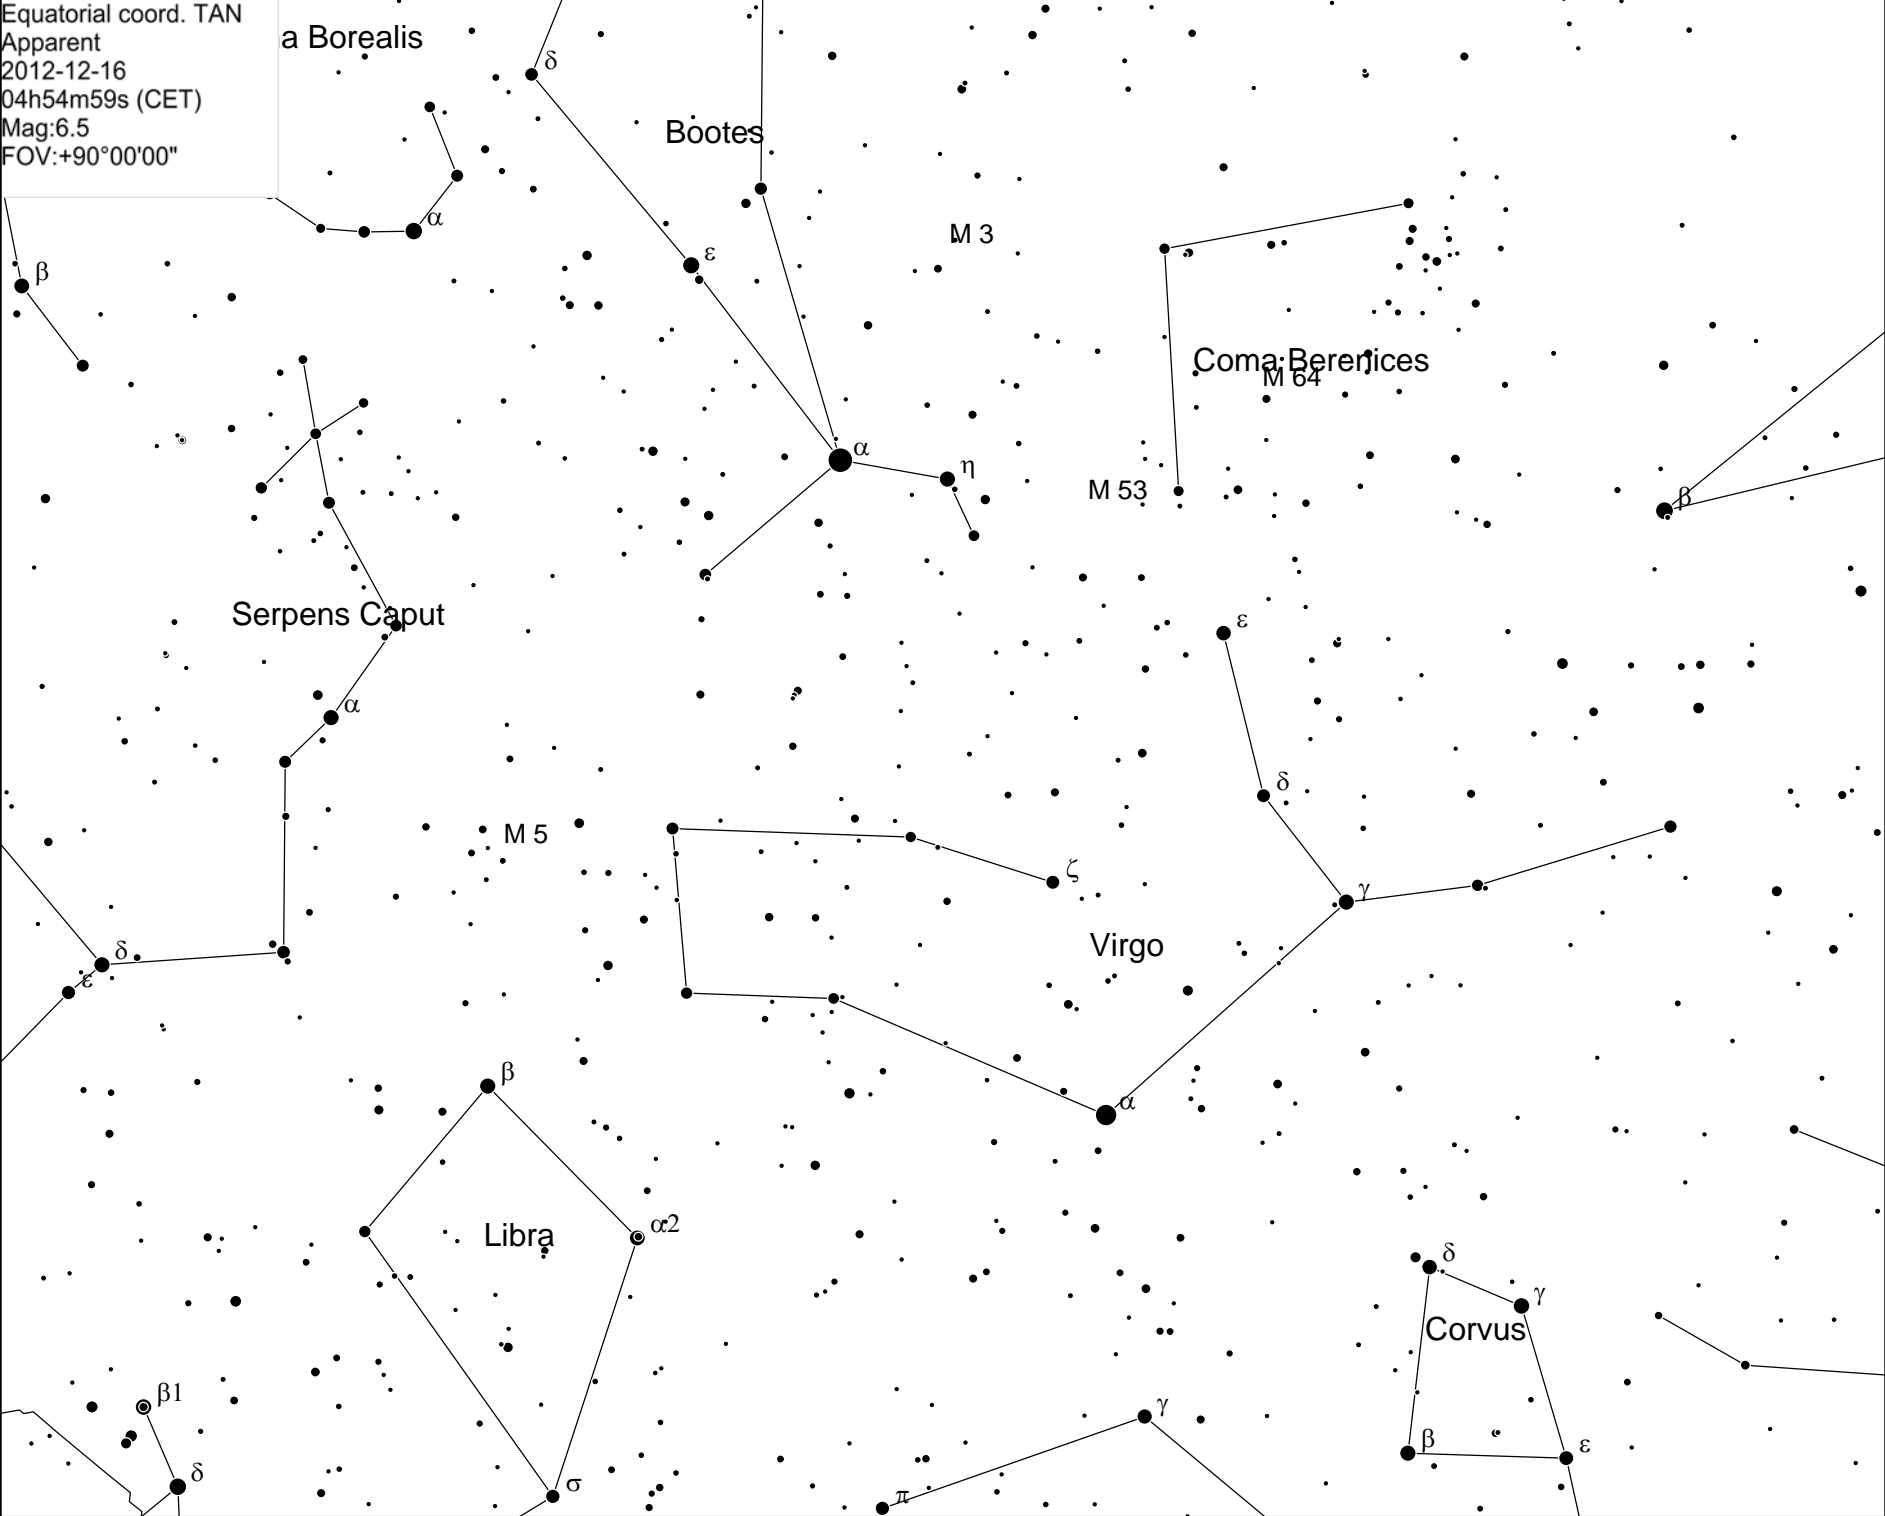 Equatorial coord. TAN
Apparent
2012-12-16
04h54m59s (CET)
Mag:6.5
FOV:+90°00'00"
a Borealis
δ
Bootes
α
M 3
ε
β
Coma Berenices
M 64
α
η
M 53
β
Serpens Caput
ε
α
δ
M 5
ζ
γ
Virgo
δ
ε
β
α
Libra
α2
δ
γ
Corvus
β1
γ
β
ε
δ
σ
π